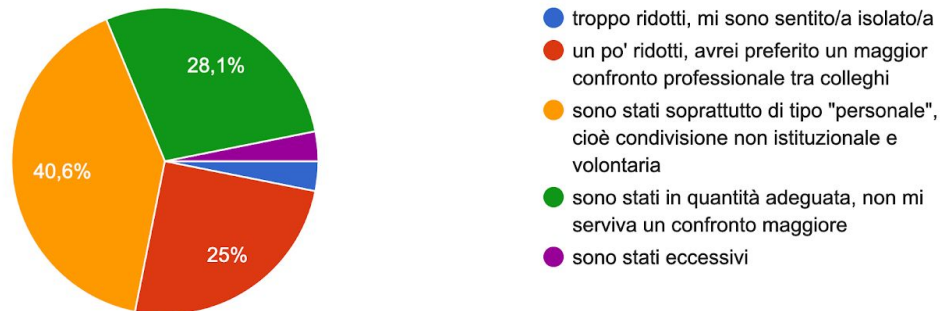 28,1%
40,6%
25%
troppo ridotti, mi sono sentito/a isolato/a
un po' ridotti, avrei preferito un maggior
confronto professionale tra colleghi
sono stati soprattutto di tipo "personale",
cioè condivisione non istituzionale e
volontaria
sono stati in quantità adeguata, non mi
serviva un confronto maggiore
sono stati eccessivi